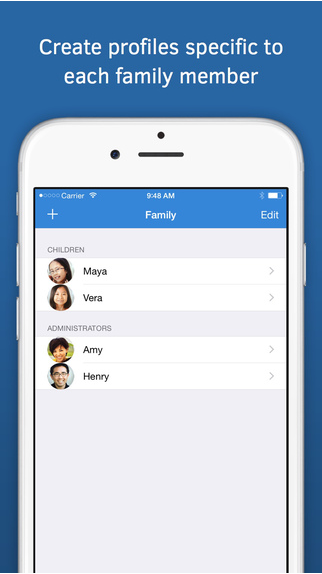 Create profiles specific to
each family member
Carrier 9:48 AM
+ Family Edit
CHILDREN
Maya
Vera
ADMINISTRATORS
Amy
Henry